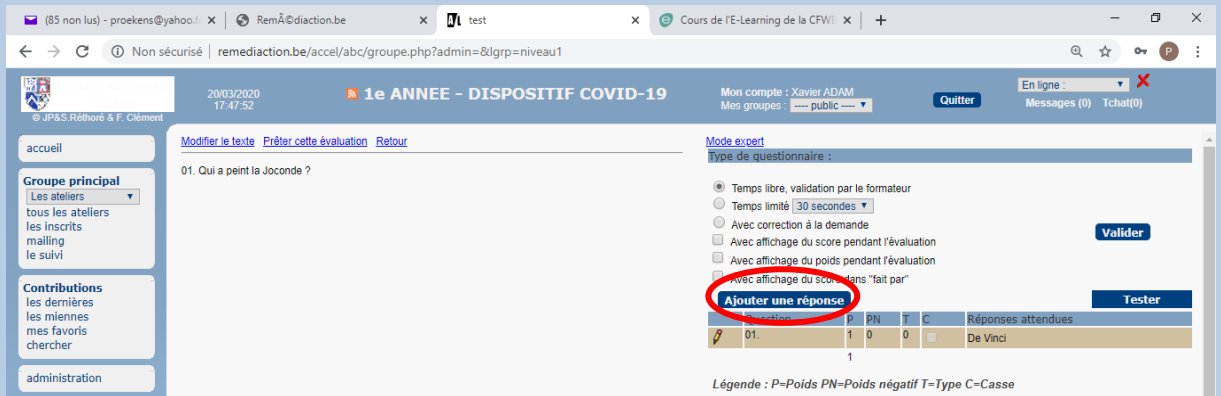 (85 non lus) - proekens@yahoo.f
RemÃ©diaction.be
test
Cours de l'E-Learning de la CFWE
Non sécurisé | remediaction.be/accel/abc/groupe.php?admin=&lgrp=niveau1
P
© JP&S.Réthoré & F. Clément
20/03/2020
17:47:52
1e ANNEE - DISPOSITIF COVID-19
Mon compte : Xavier ADAM
Mes groupes : ---- public ----
Quitter
En ligne :
Messages (0) Tchat(0)
accueil
Groupe principal
Les ateliers
tous les ateliers
les inscrits
mailing
le suivi
Contributions
les dernières
les miennes
mes favoris
chercher
administration
Modifier le texte Prêter cette évaluation Retour
01. Qui a peint la Joconde ?
Mode expert
Type de questionnaire :
Temps libre, validation par le formateur
Temps limité 30 secondes
Avec correction à la demande
Avec affichage du score pendant l'évaluation
Avec affichage du poids pendant l'évaluation
Avec affichage du score dans "fait par"
Valider
Ajouter une réponse
Tester
Question P PN T C Réponses attendues
01. 1 0 0 De Vinci
1
Légende : P=Poids PN=Poids négatif T=Type C=Casse